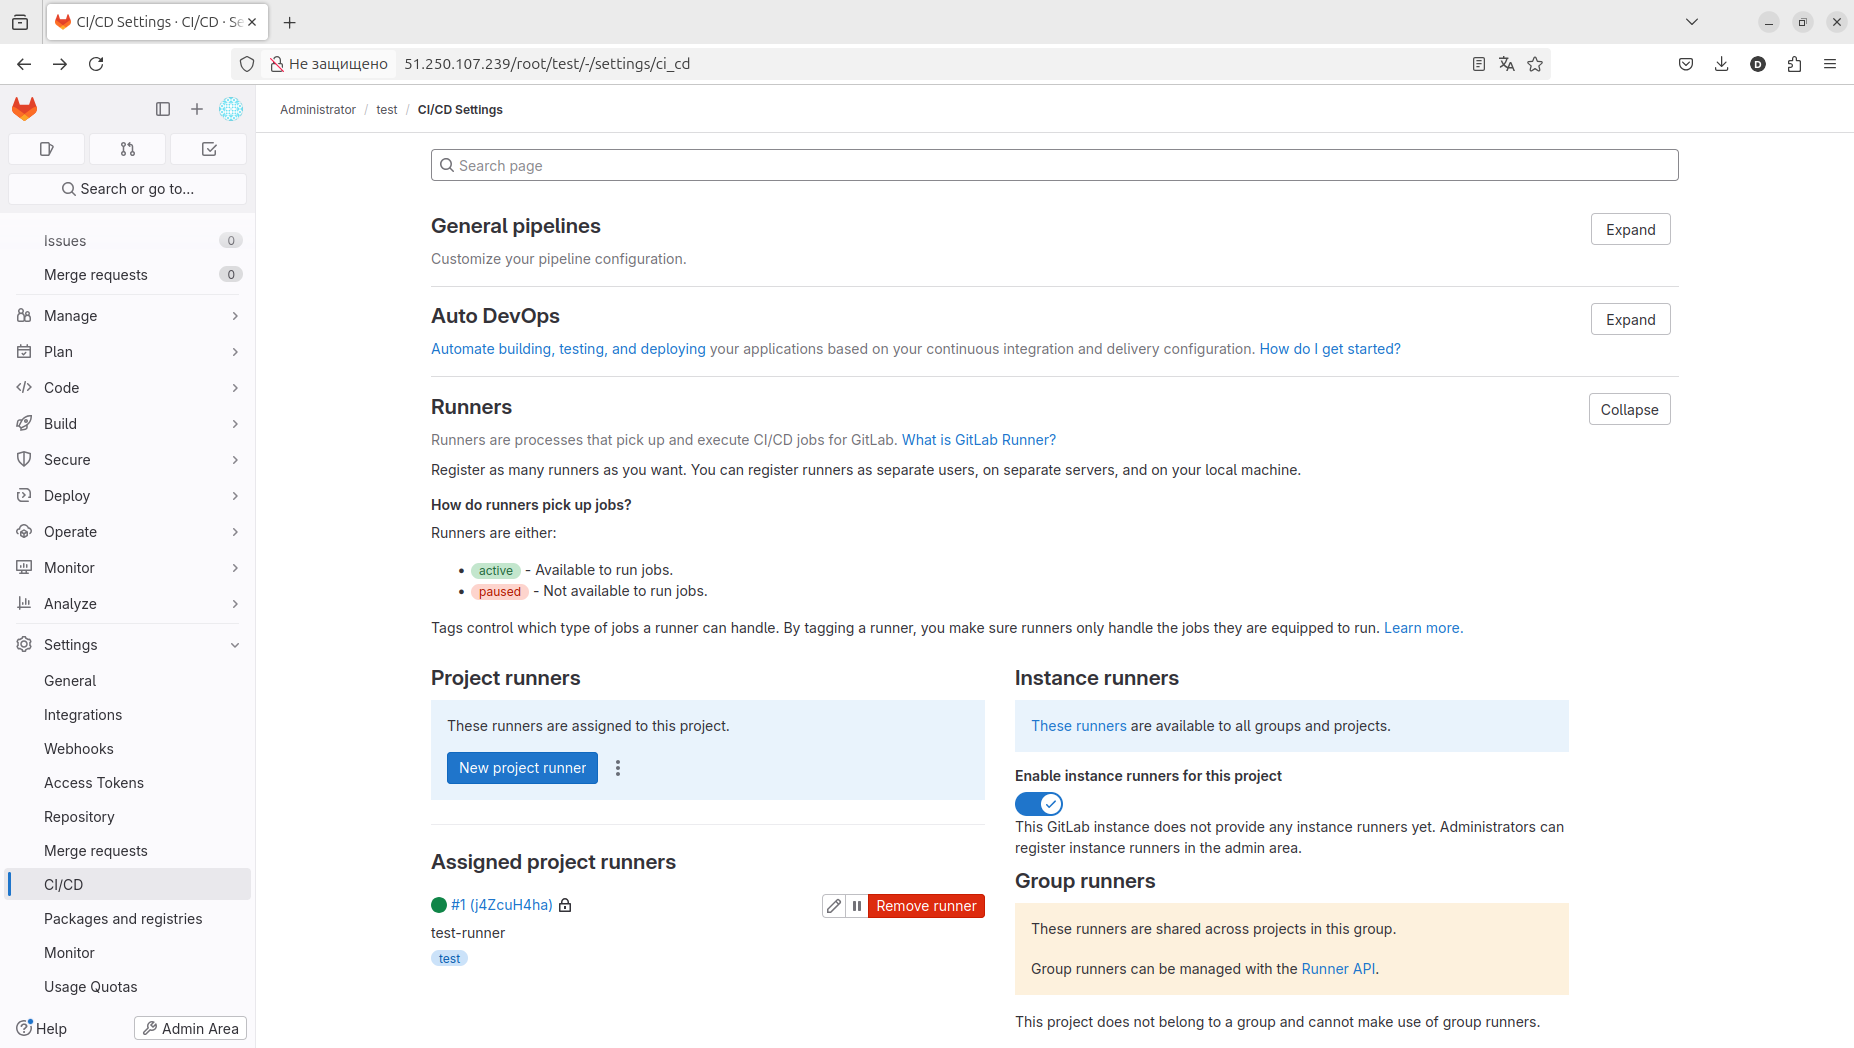 CI/CD Settings · CI/CD · Se
Не защищено
51.250.107.239/root/test/-/settings/ci_cd
D
Administrator / test / CI/CD Settings
Search or go to...
Issues 0
Merge requests 0
Manage
Plan
Code
Build
Secure
Deploy
Operate
Monitor
Analyze
Settings
General
Integrations
Webhooks
Access Tokens
Repository
Merge requests
CI/CD
Packages and registries
Monitor
Usage Quotas
Help
Admin Area
Search page
General pipelines
Expand
Customize your pipeline configuration.
Auto DevOps
Expand
Automate building, testing, and deploying your applications based on your continuous integration and delivery configuration. How do I get started?
Runners
Collapse
Runners are processes that pick up and execute CI/CD jobs for GitLab. What is GitLab Runner?
Register as many runners as you want. You can register runners as separate users, on separate servers, and on your local machine.
How do runners pick up jobs?
Runners are either:
• active - Available to run jobs.
• paused - Not available to run jobs.
Tags control which type of jobs a runner can handle. By tagging a runner, you make sure runners only handle the jobs they are equipped to run. Learn more.
Project runners
These runners are assigned to this project.
New project runner
Assigned project runners
#1 (j4ZcuH4ha)
Remove runner
test-runner
test
Instance runners
These runners are available to all groups and projects.
Enable instance runners for this project
This GitLab instance does not provide any instance runners yet. Administrators can
register instance runners in the admin area.
Group runners
These runners are shared across projects in this group.
Group runners can be managed with the Runner API.
This project does not belong to a group and cannot make use of group runners.